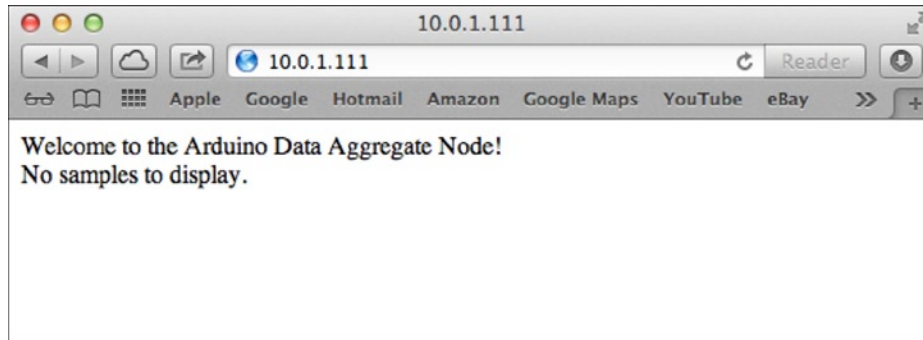 10.0.1.111
10.0.1.111
Reader
Apple Google Hotmail Amazon Google Maps YouTube eBay >>
Welcome to the Arduino Data Aggregate Node!
No samples to display.